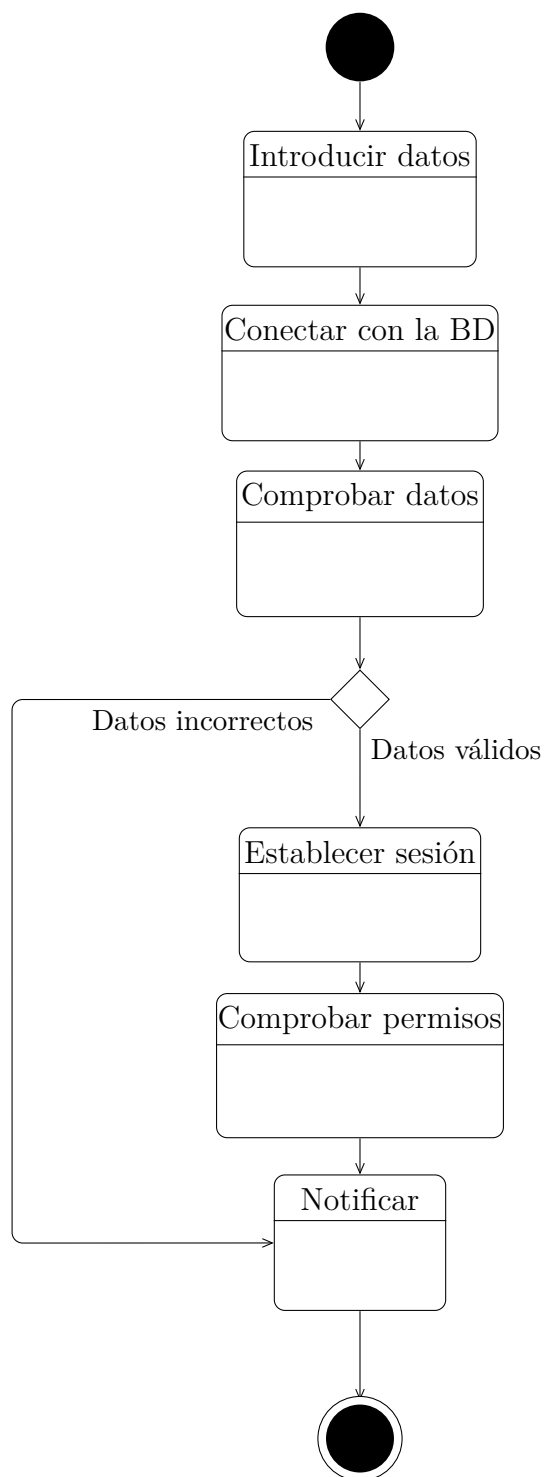 Introducir datos
Conectar con la BD
Comprobar datos
Datos incorrectos
Datos válidos
Establecer sesión
Comprobar permisos
Notificar